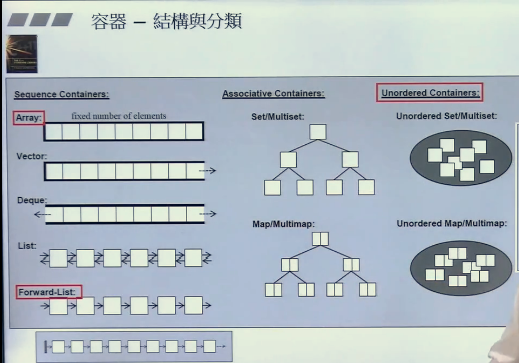 容器 – 結構與分類
Sequence Containers:
Array:
fixed number of elements
Vector:
Deque:
List:
Forward-List:
Associative Containers:
Set/Multiset:
Map/Multimap:
Unordered Containers:
Unordered Set/Multiset:
Unordered Map/Multimap: